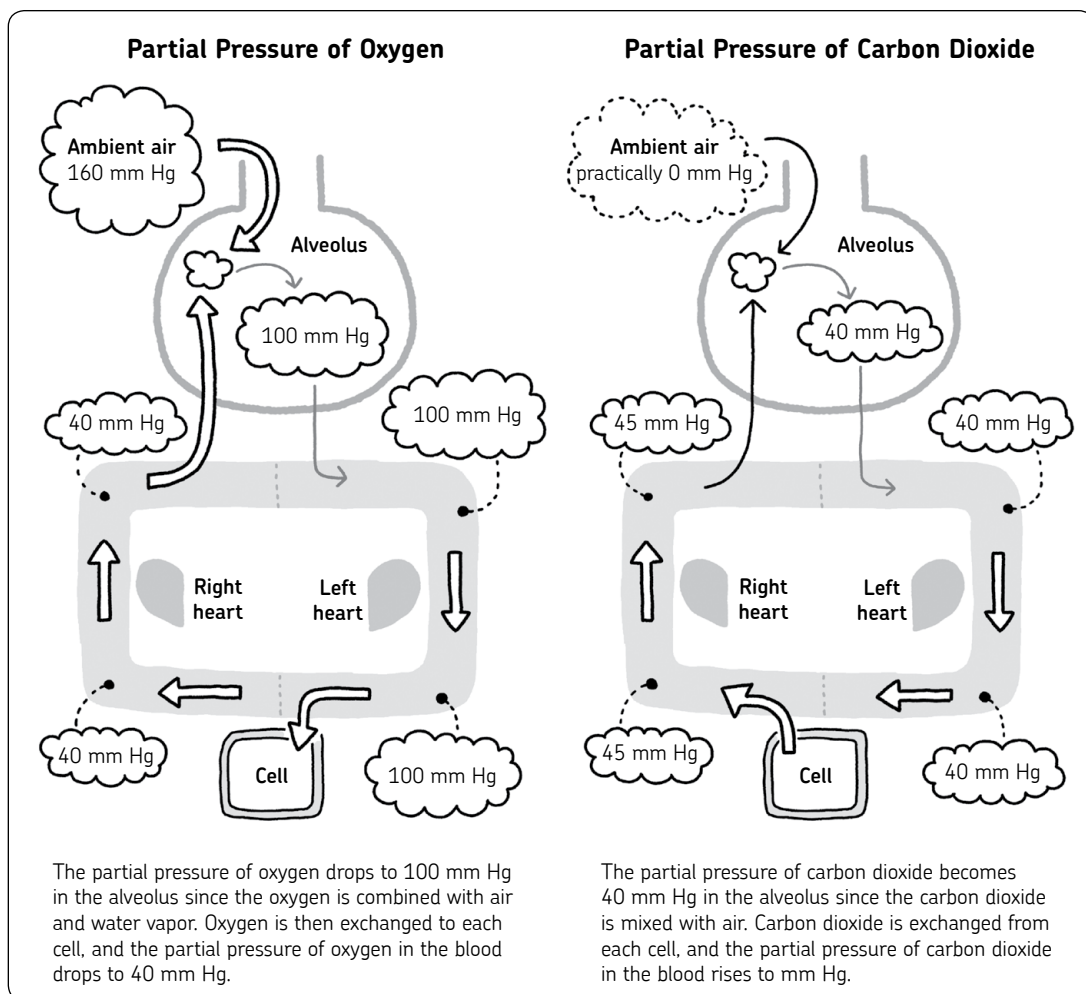 Partial Pressure of Oxygen
Ambient air
160 mm Hg
Alveolus
100 mm Hg
40 mm Hg
100 mm Hg
Right
heart
Left
heart
40 mm Hg
Cell
100 mm Hg
The partial pressure of oxygen drops to 100 mm Hg
in the alveolus since the oxygen is combined with air
and water vapor. Oxygen is then exchanged to each
cell, and the partial pressure of oxygen in the blood
drops to 40 mm Hg.
Partial Pressure of Carbon Dioxide
Ambient air
practically 0 mm Hg
Alveolus
40 mm Hg
45 mm Hg
40 mm Hg
Right
heart
Left
heart
45 mm Hg
Cell
40 mm Hg
The partial pressure of carbon dioxide becomes
40 mm Hg in the alveolus since the carbon dioxide
is mixed with air. Carbon dioxide is exchanged from
each cell, and the partial pressure of carbon dioxide
in the blood rises to mm Hg.